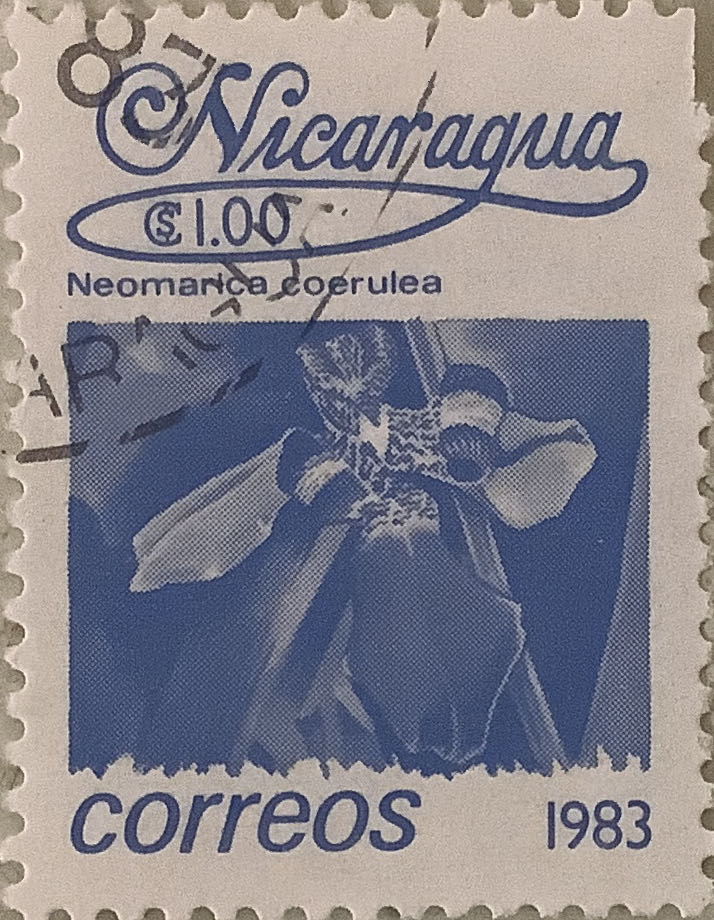 Nicaragua
C$1.00
Neomarica coerulea
correos
1983